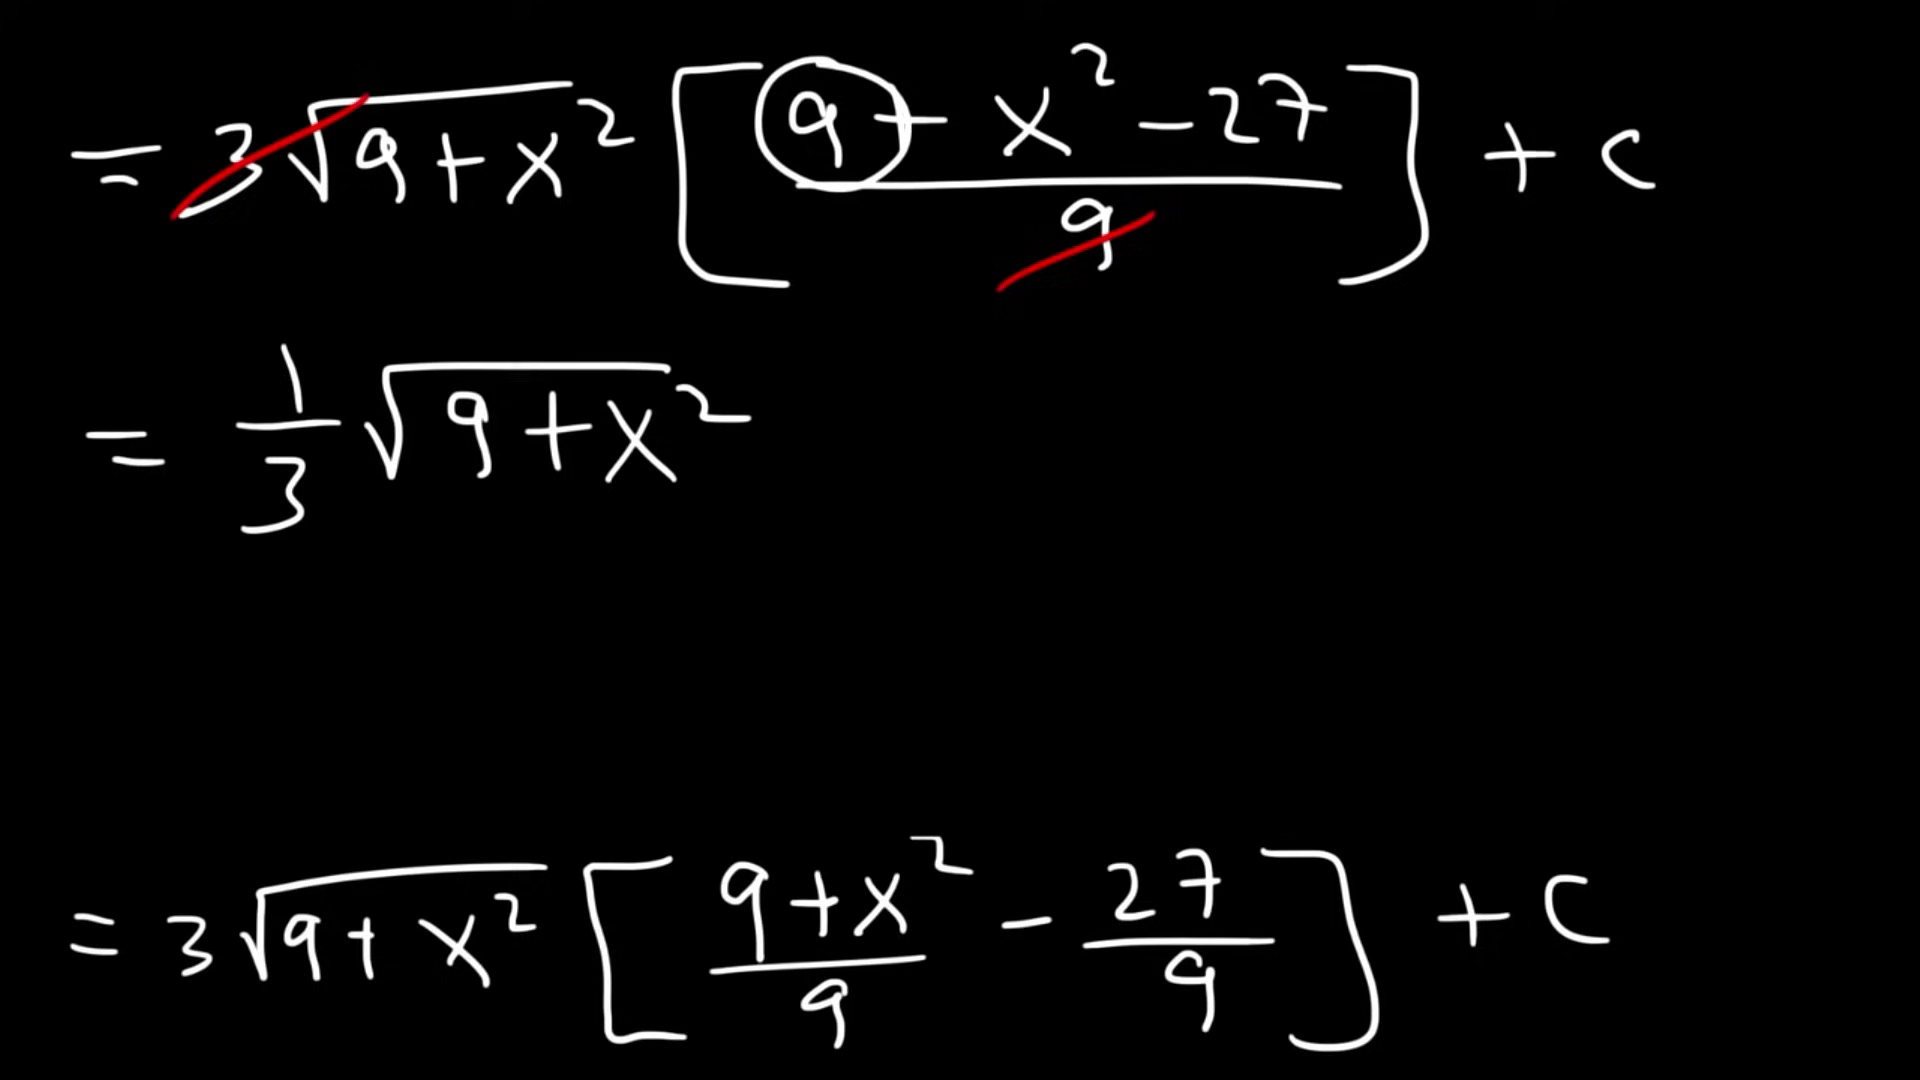 = 3√9+x² [9+x²-27/9] + c
= 1/3 √9+x²
= 3√9+x² [9+x²/9 - 27/9] + c